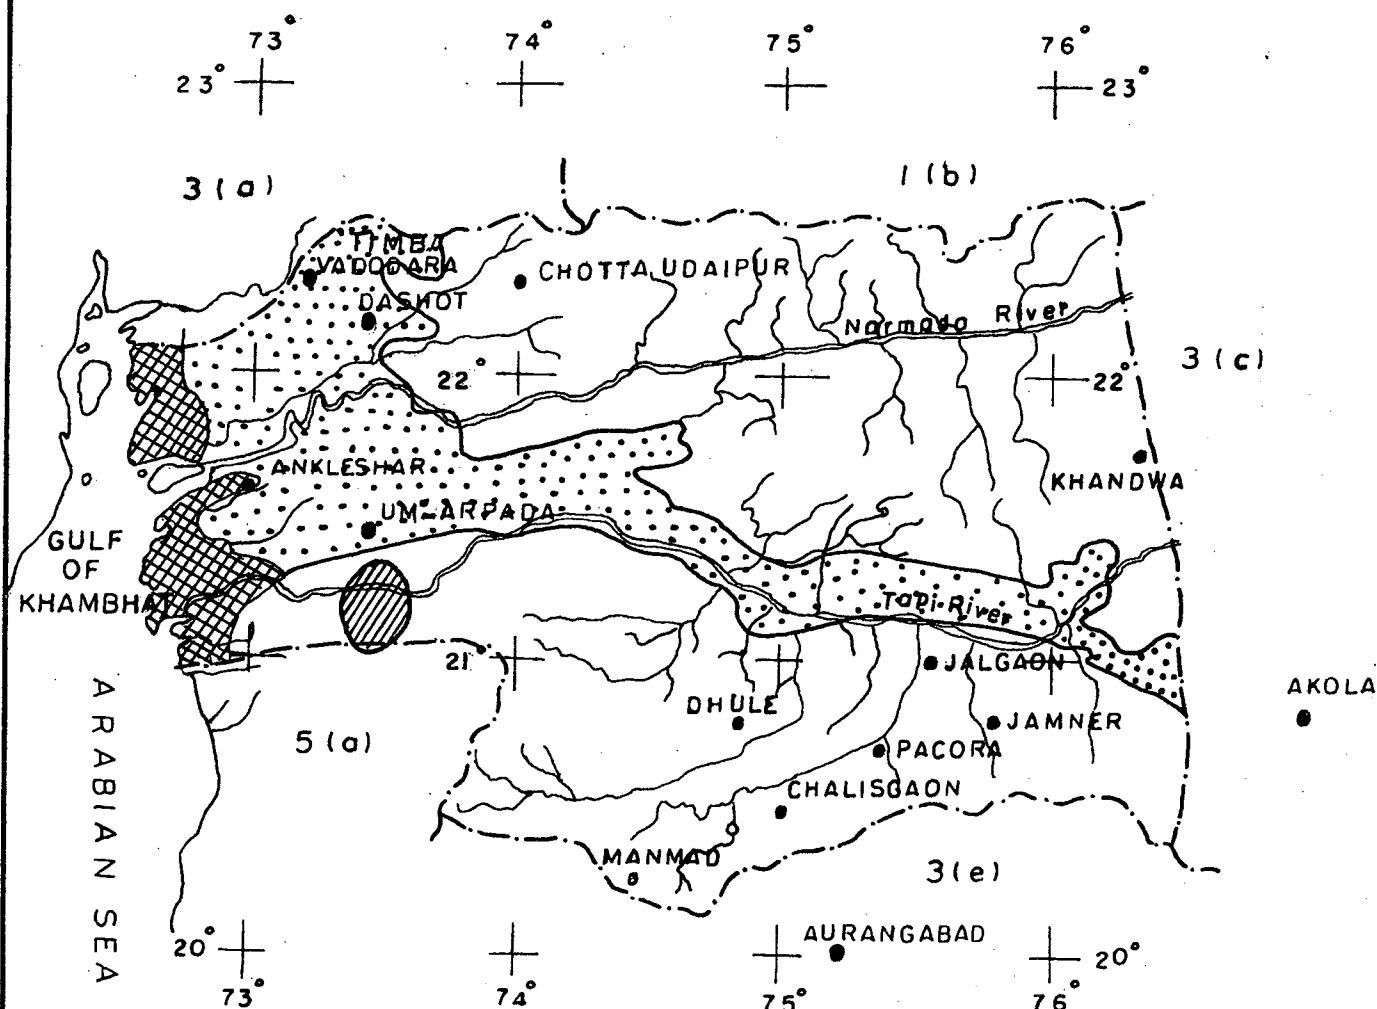 73° 74° 75° 76°
23° 23°
3(a) 1(b)
TIMBA
VADODARA
CHOTTA UDAIPUR
DASHOT
Narmada River
22° 22°
3(c)
ANKLESHAR
KHANDWA
UMARPADA
GULF
OF
KHAMBHAT
Tapi River
21
JALGAON
ARABIAN SEA
DHULE
JAMNER
AKOLA
5(a)
PACORA
CHALISGAON
MANMAD
3(e)
AURANGABAD
20° 20°
73° 74° 75° 76°